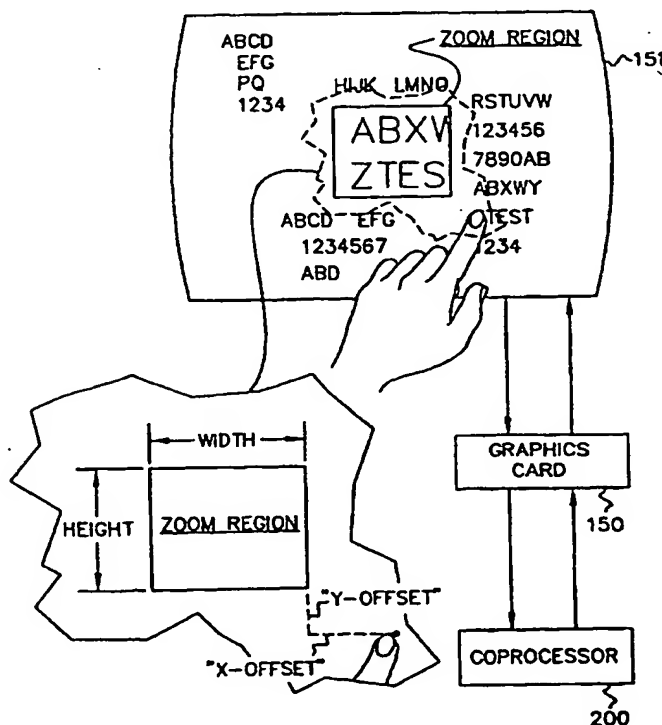 ABCD
EFG
PQ
1234
ZOOM REGION
151
HIJK LMNO
RSTUVW
123456
7890AB
ABXWY
TEST
1234
ABXW
ZTES
ABCD EFG
1234567
ABD
WIDTH
HEIGHT
ZOOM REGION
"Y-OFFSET"
"X-OFFSET"
GRAPHICS
CARD
150
COPROCESSOR
200